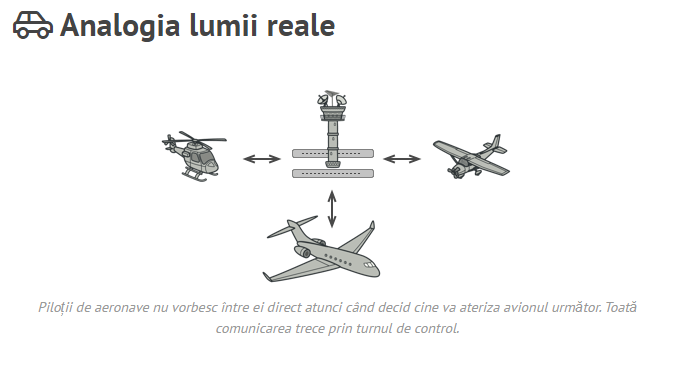 Analogia lumii reale
Piloții de aeronave nu vorbesc între ei direct atunci când decid cine va ateriza avionul următor. Toată
comunicarea trece prin turnul de control.